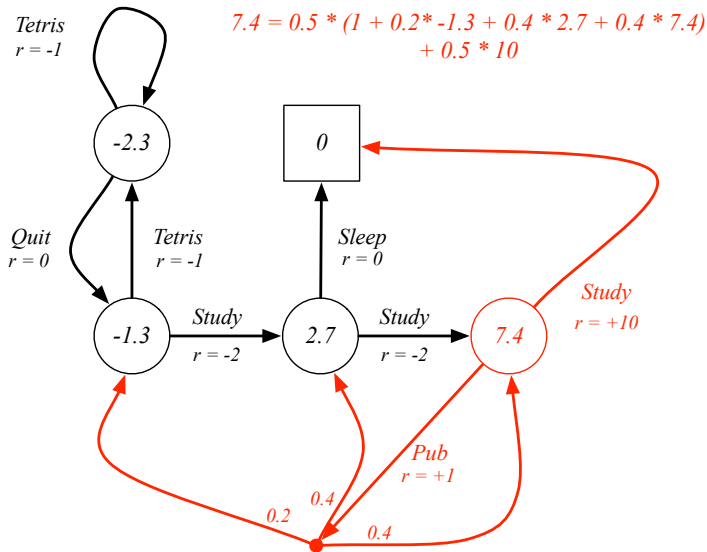 Tetris
r = -1
7.4 = 0.5 * (1 + 0.2* -1.3 + 0.4 * 2.7 + 0.4 * 7.4)
+ 0.5 * 10
-2.3
0
Quit
r = 0
Tetris
r = -1
Sleep
r = 0
Study
r = +10
-1.3
Study
r = -2
2.7
Study
r = -2
7.4
Pub
r = +1
0.2
0.4
0.4